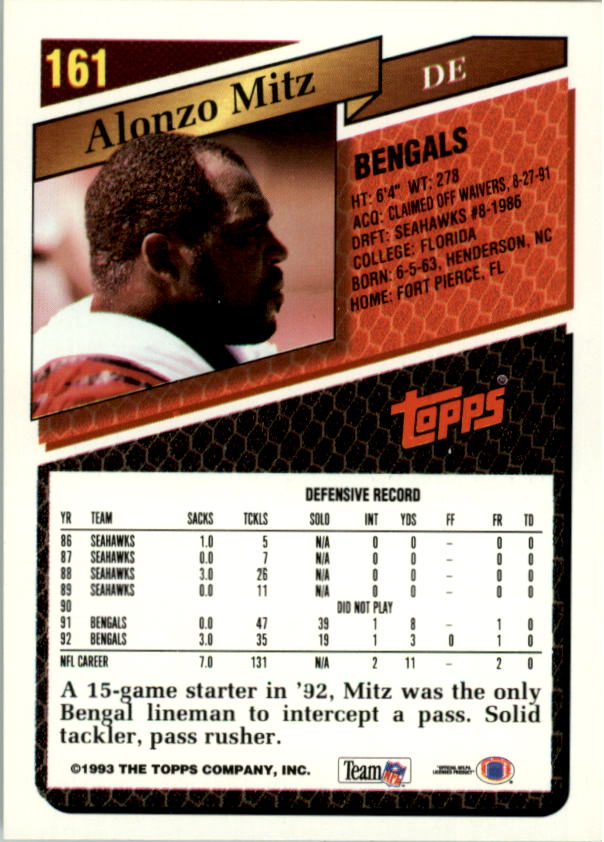 161
Alonzo Mitz
DE
BENGALS
HT: 6'4" WT: 278
ACQ: CLAIMED OFF WAIVERS, 8-27-91
DRFT: SEAHAWKS #8-1986
COLLEGE: FLORIDA
BORN: 6-5-63, HENDERSON, NC
HOME: FORT PIERCE, FL
TOPPS®
DEFENSIVE RECORD
YR TEAM SACKS TCKLS SOLO INT YDS FF FR TD
86 SEAHAWKS 1.0 5 N/A 0 0 – 0 0
87 SEAHAWKS 0.0 7 N/A 0 0 – 0 0
88 SEAHAWKS 3.0 26 N/A 0 0 – 0 0
89 SEAHAWKS 0.0 11 N/A 0 0 – 0 0
90 DID NOT PLAY
91 BENGALS 0.0 47 39 1 8 – 1 0
92 BENGALS 3.0 35 19 1 3 0 1 0
NFL CAREER 7.0 131 N/A 2 11 – 2 0
A 15-game starter in '92, Mitz was the only
Bengal lineman to intercept a pass. Solid
tackler, pass rusher.
©1993 THE TOPPS COMPANY, INC.
Team NFL
"OFFICIAL NFLPA
LICENSED PRODUCT"